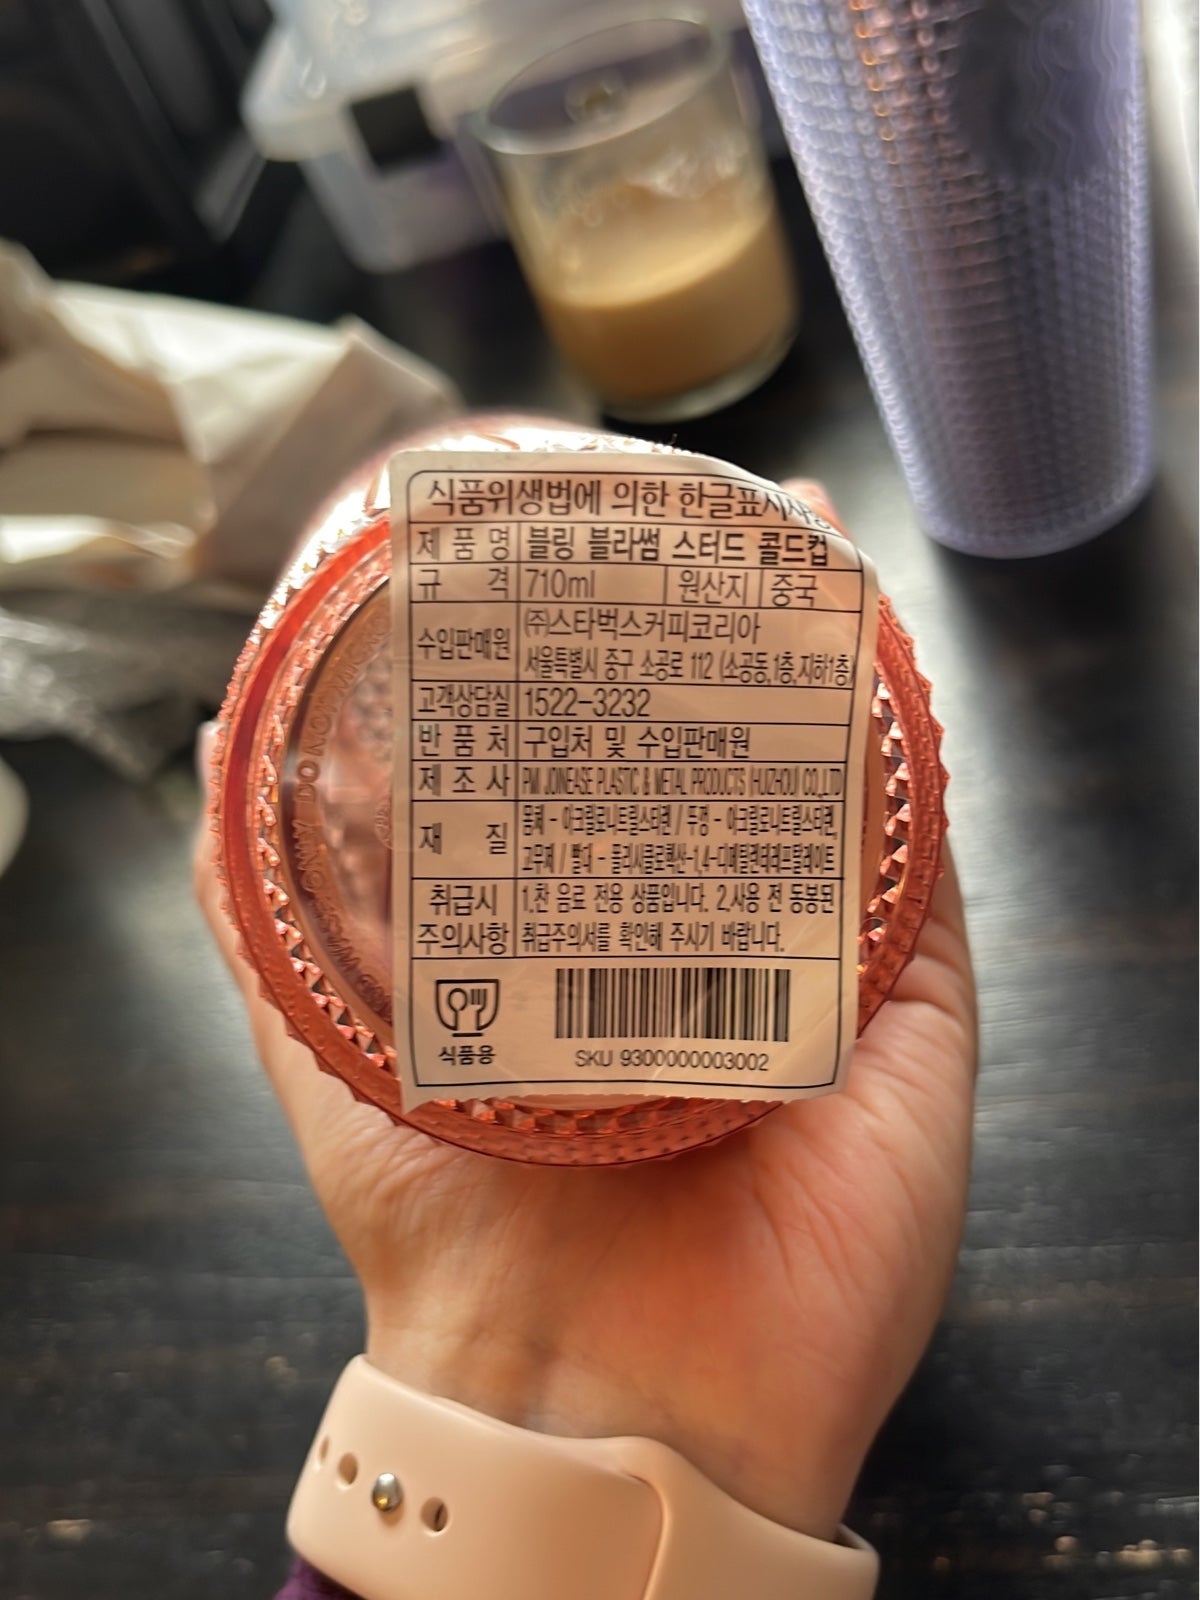 식품위생법에 의한 한글표시사항
제 품 명 블링 블라썸 스터드 콜드컵
규 격 710ml 원산지 중국
수입판매원 ㈜스타벅스커피코리아
서울특별시 중구 소공로 112 (소공동,1층,지하1층)
고객상담실 1522-3232
반 품 처 구입처 및 수입판매원
제 조 사 PMI JONEASE PLASTIC & METAL PRODUCTS (HUZHOU) CO.,LTD
재 질 몸체 - 아크릴로니트릴스티렌 / 뚜껑 - 아크릴로니트릴스티렌,
고무제 / 빨대 - 폴리시클로헥산-1,4-디메틸렌테레프탈레이트
취급시 1.찬 음료 전용 상품입니다. 2.사용 전 동봉된
주의사항 취급주의서를 확인해 주시기 바랍니다.
식품용
SKU 9300000003002
DO NOT MICRO
HAND WASH ONLY